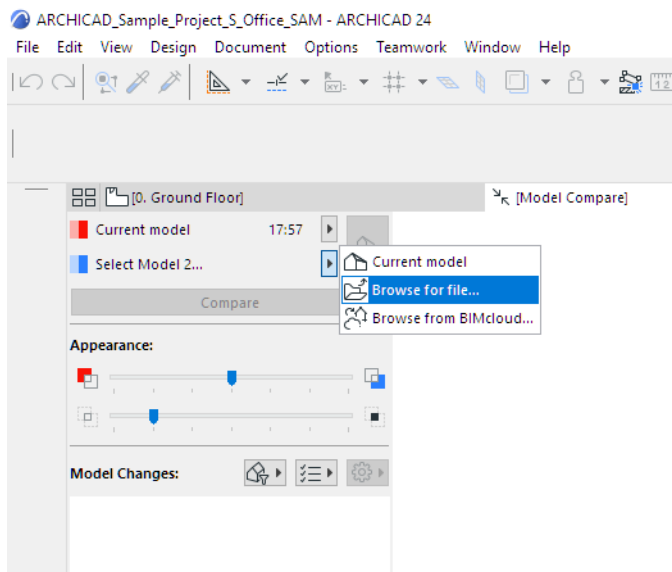 ARCHICAD_Sample_Project_S_Office_SAM - ARCHICAD 24
File Edit View Design Document Options Teamwork Window Help
[0. Ground Floor] [Model Compare]
Current model 17:57
Select Model 2...
Current model
Browse for file...
Browse from BIMcloud...
Compare
Appearance:
Model Changes: